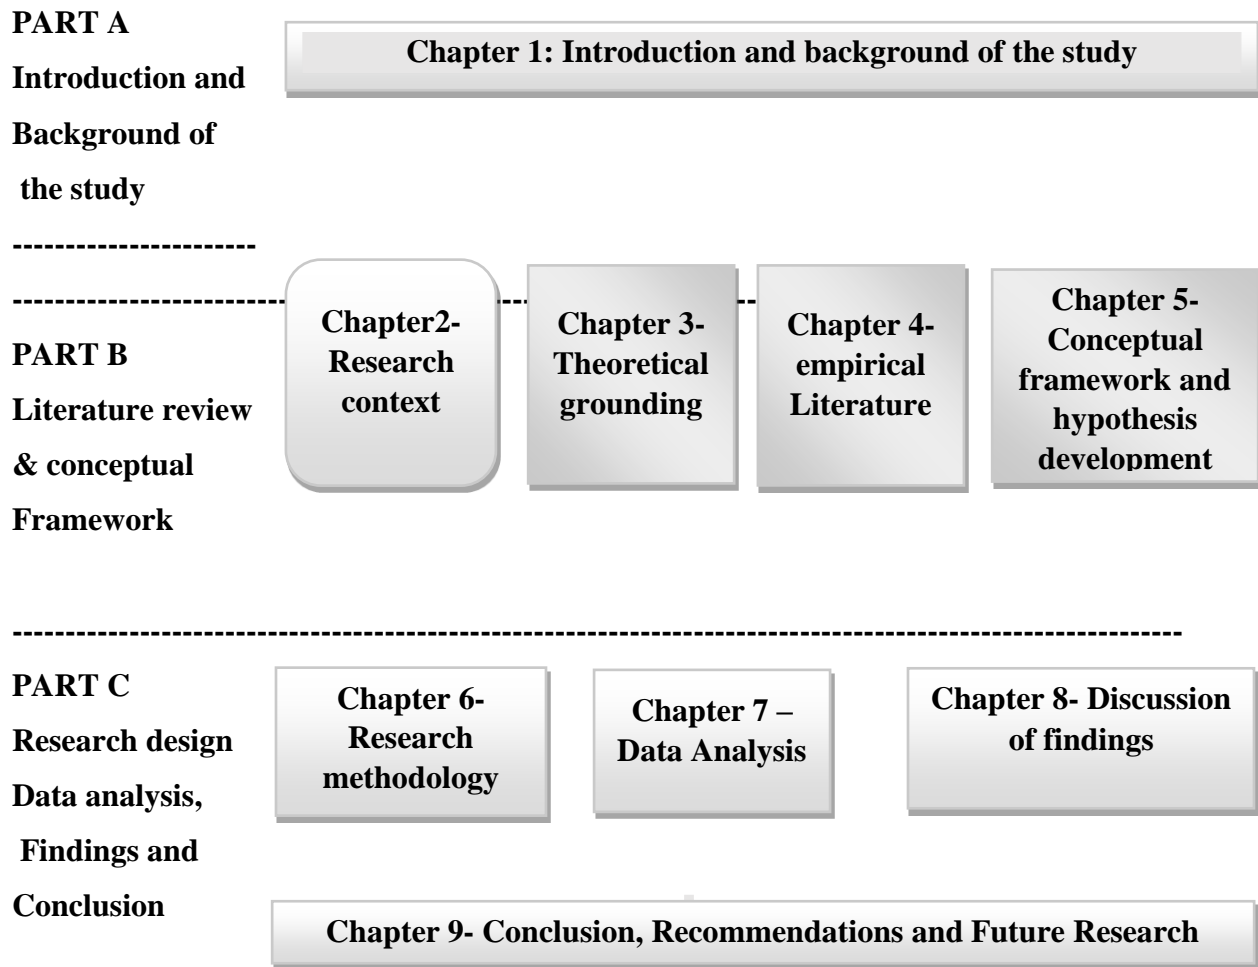 PART A
Introduction and
Background of
the study
Chapter 1: Introduction and background of the study
-----------------------
PART B
Literature review
& conceptual
Framework
Chapter2-
Research
context
Chapter 3-
Theoretical
grounding
Chapter 4-
empirical
Literature
Chapter 5-
Conceptual
framework and
hypothesis
development
PART C
Research design
Data analysis,
Findings and
Conclusion
Chapter 6-
Research
methodology
Chapter 7 –
Data Analysis
Chapter 8- Discussion
of findings
Chapter 9- Conclusion, Recommendations and Future Research